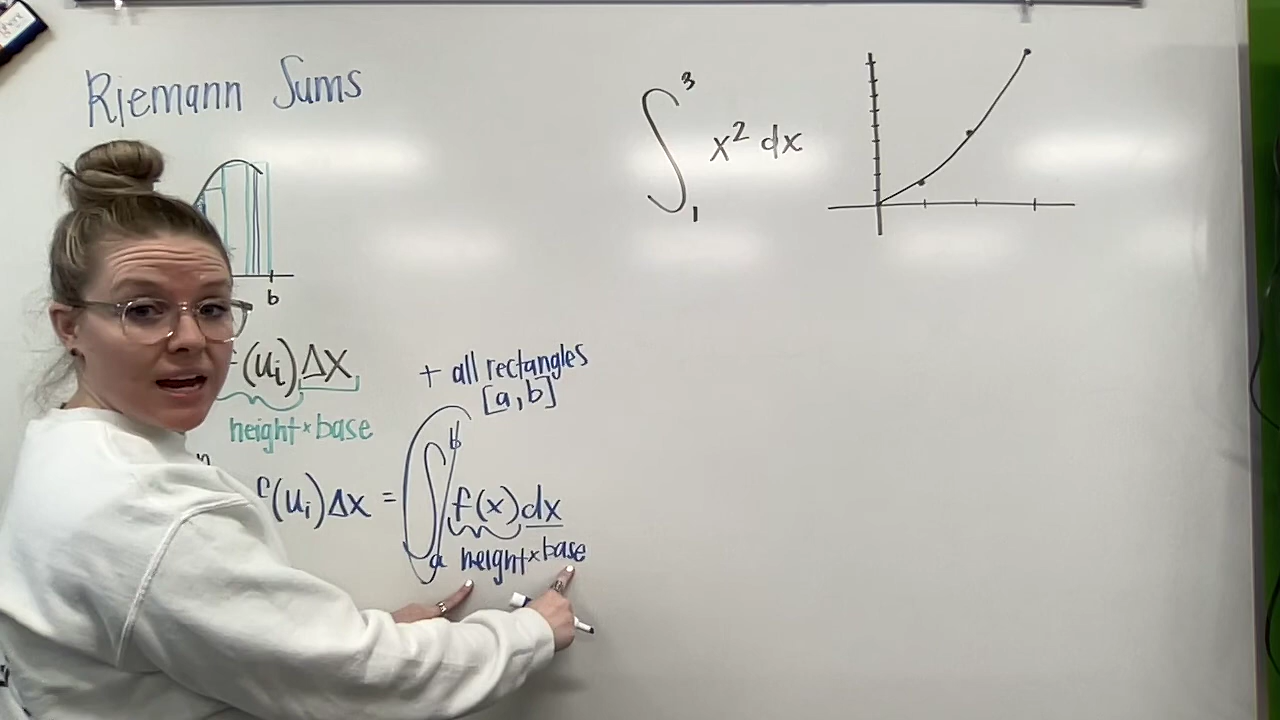 Riemann Sums
b
(uᵢ)Δx
height×base
n
f(uᵢ)Δx = ∫ₐᵇ f(x)dx
+ all rectangles
[a,b]
height×base
∫₁³ x² dx